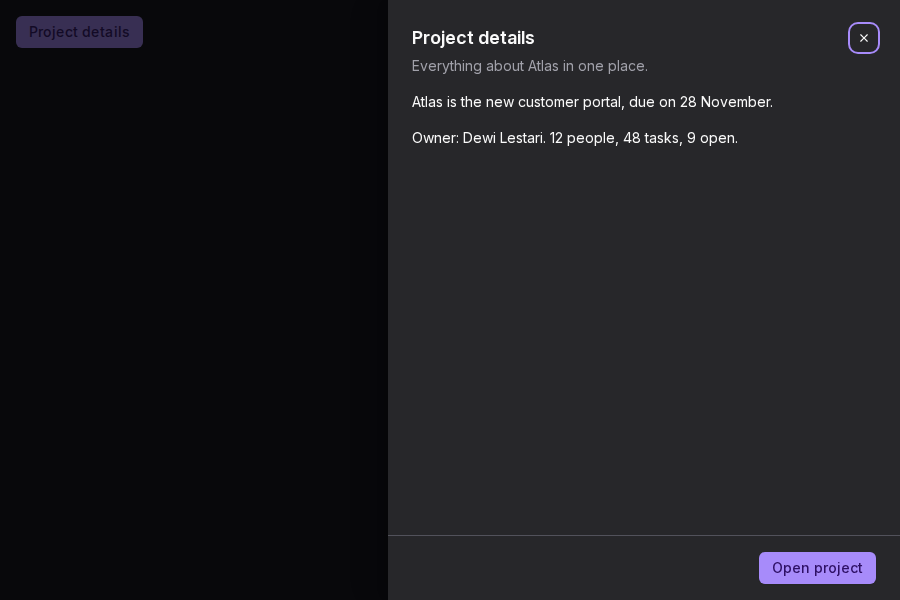 Project details
Project details
Everything about Atlas in one place.
Atlas is the new customer portal, due on 28 November.
Owner: Dewi Lestari. 12 people, 48 tasks, 9 open.
Open project